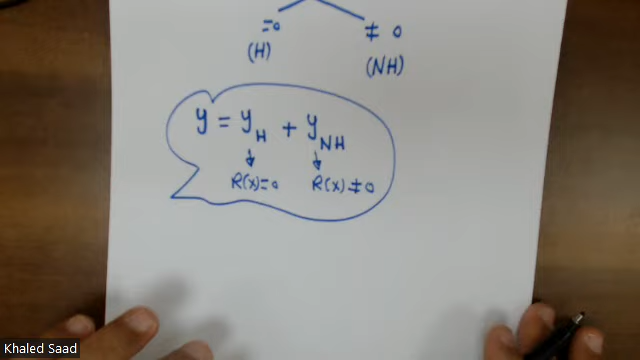 =0
≠ 0
(H)
(NH)
y = y_H + y_NH
↓ ↓
R(x)=0 R(x)≠0
Khaled Saad